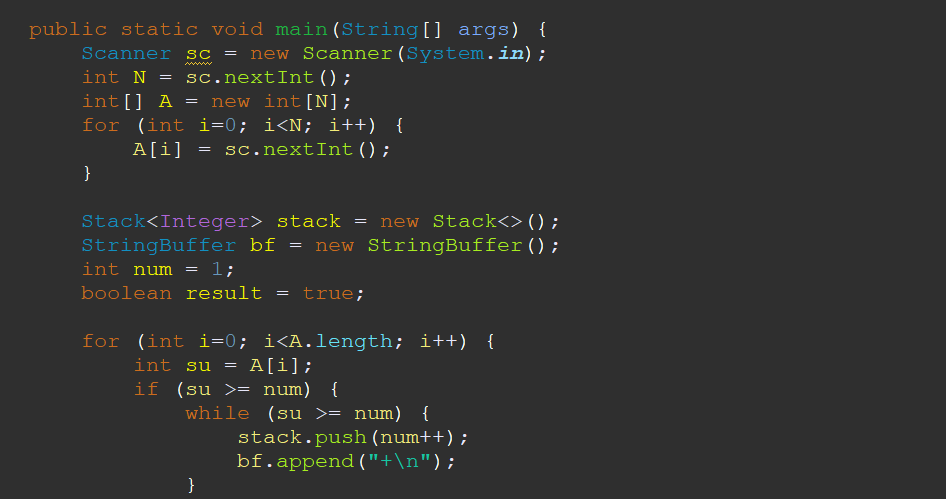 public static void main(String[] args) {
    Scanner sc = new Scanner(System.in);
    int N = sc.nextInt();
    int[] A = new int[N];
    for (int i=0; i<N; i++) {
        A[i] = sc.nextInt();
    }

    Stack<Integer> stack = new Stack<>();
    StringBuffer bf = new StringBuffer();
    int num = 1;
    boolean result = true;

    for (int i=0; i<A.length; i++) {
        int su = A[i];
        if (su >= num) {
            while (su >= num) {
                stack.push(num++);
                bf.append("+\n");
            }